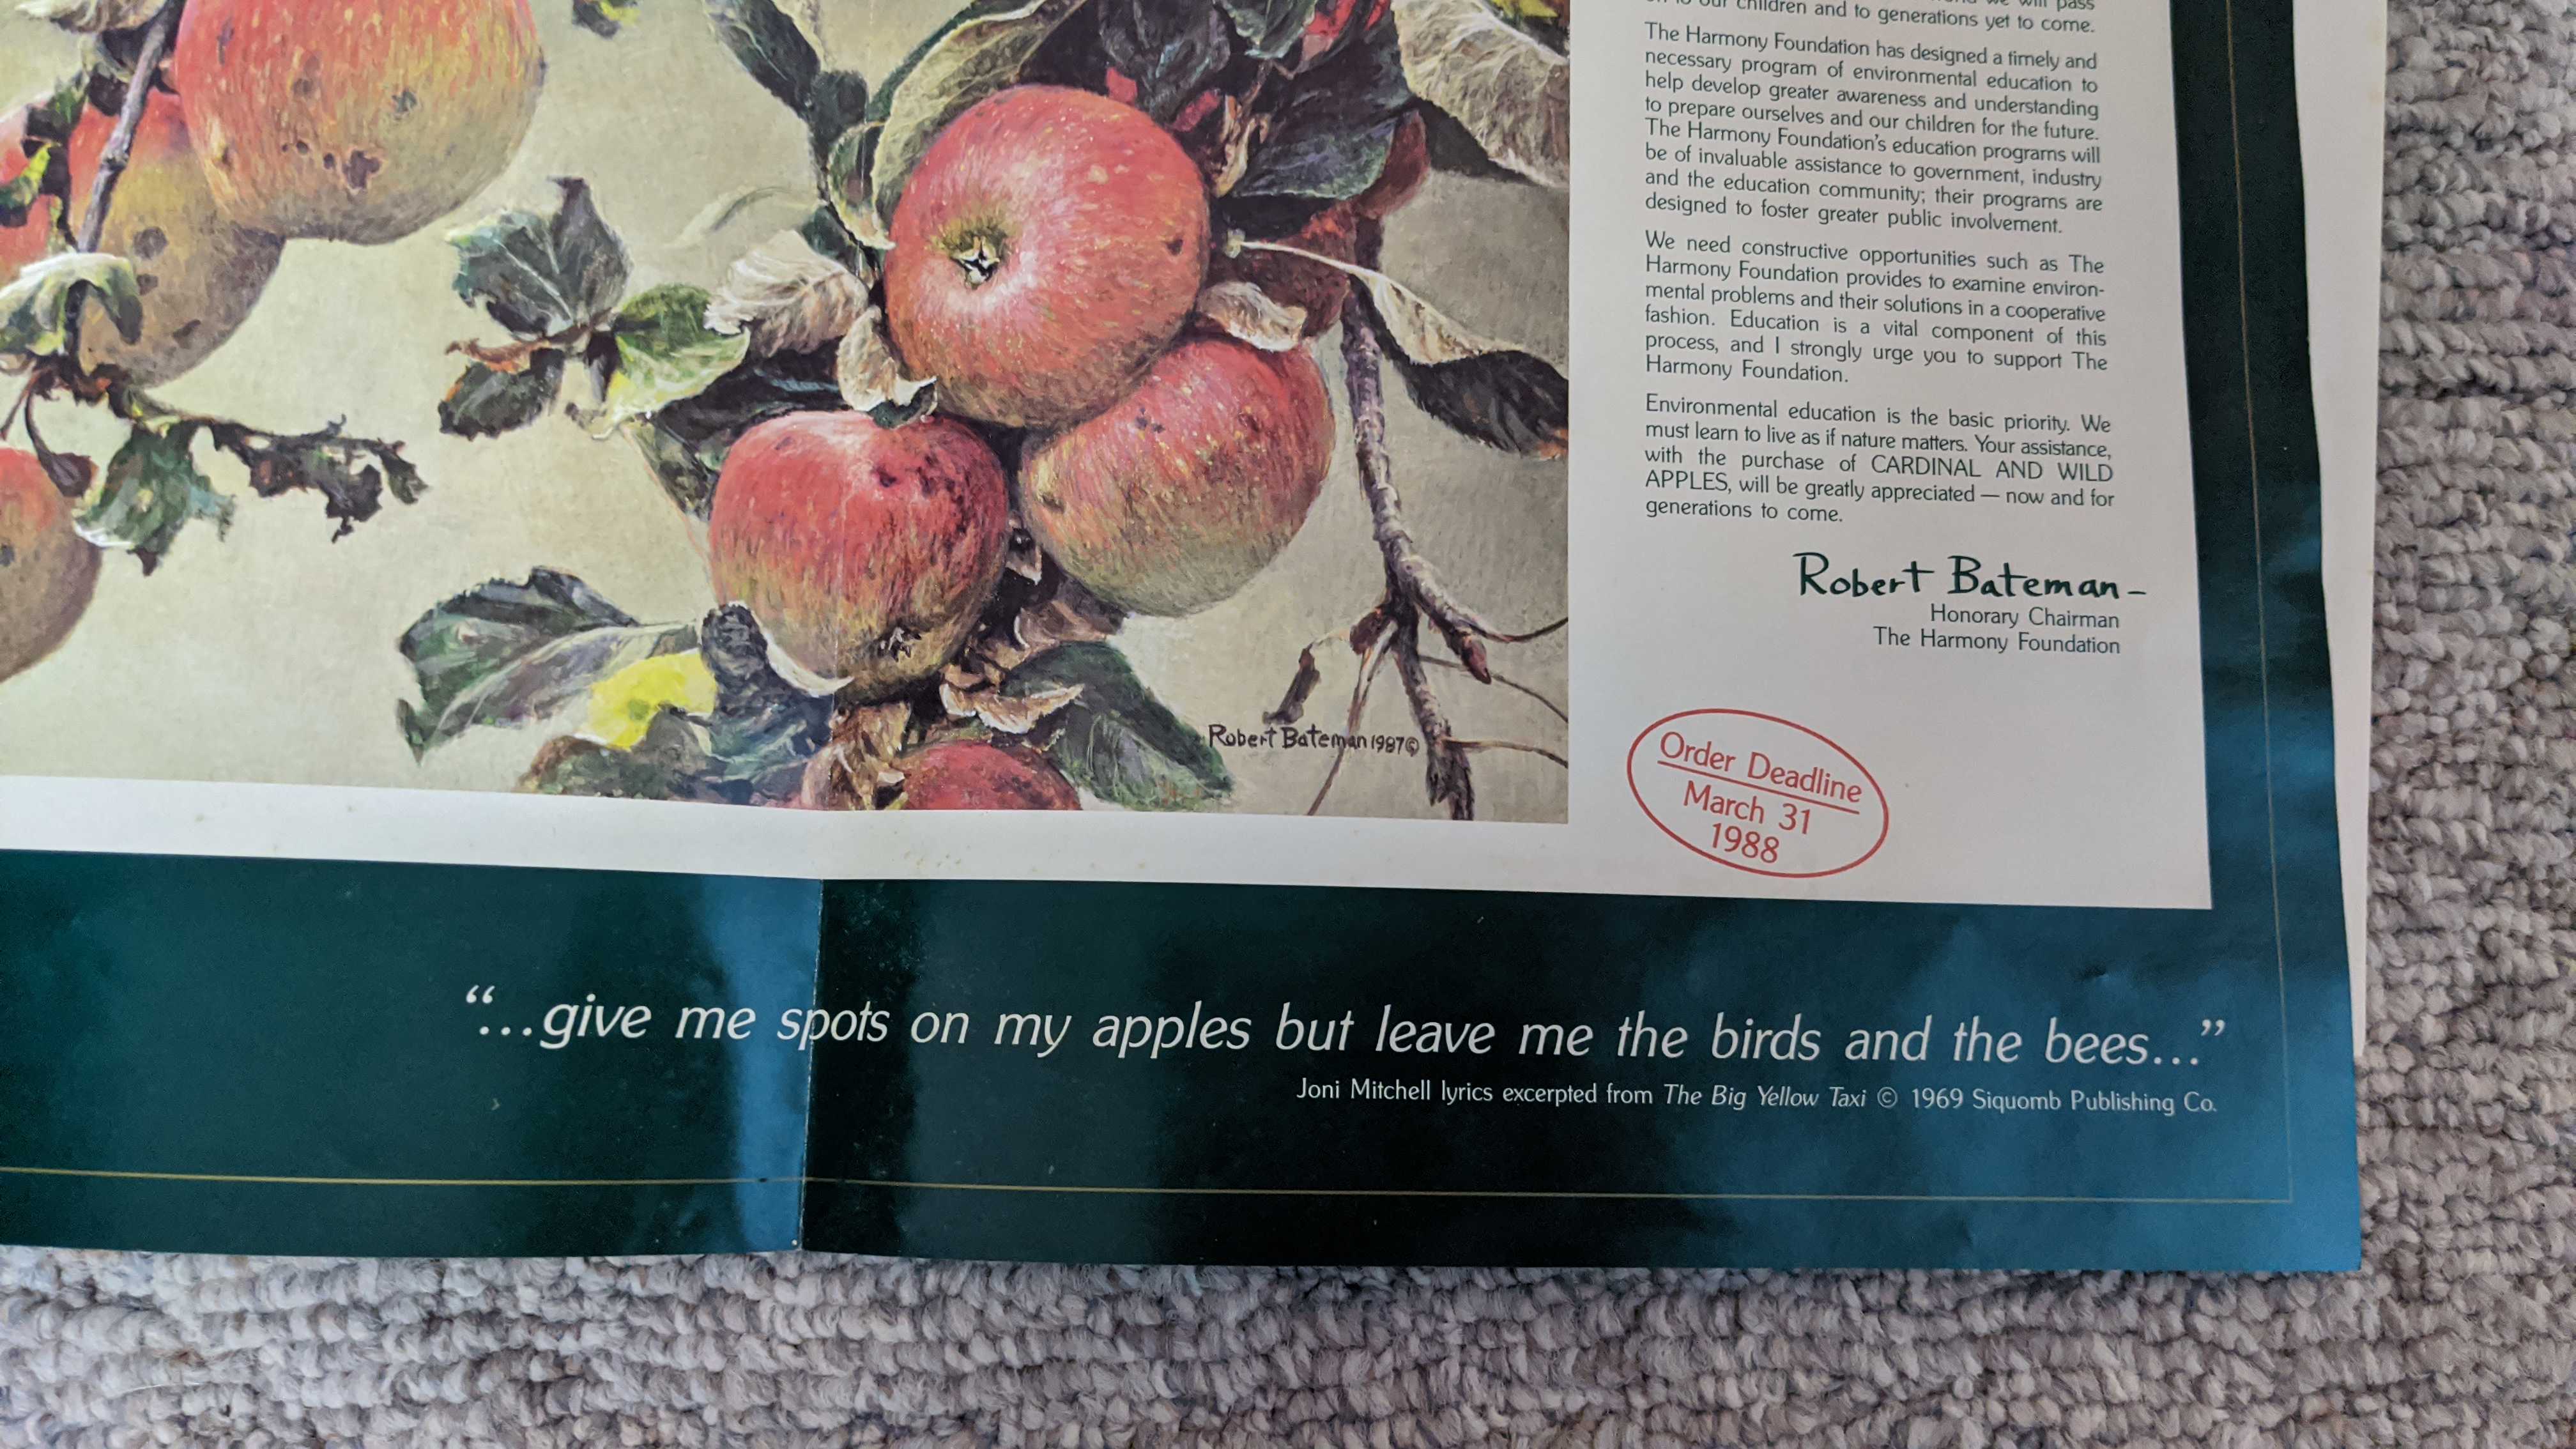 will pass
our children and to generations yet to come.
The Harmony Foundation has designed a timely and
necessary program of environmental education to
help develop greater awareness and understanding
to prepare ourselves and our children for the future.
The Harmony Foundation's education programs will
be of invaluable assistance to government, industry
and the education community; their programs are
designed to foster greater public involvement.
We need constructive opportunities such as The
Harmony Foundation provides to examine environ-
mental problems and their solutions in a cooperative
fashion. Education is a vital component of this
process, and I strongly urge you to support The
Harmony Foundation.
Environmental education is the basic priority. We
must learn to live as if nature matters. Your assistance,
with the purchase of CARDINAL AND WILD
APPLES, will be greatly appreciated — now and for
generations to come.
Robert Bateman –
Honorary Chairman
The Harmony Foundation
Robert Bateman 1987©
Order Deadline
March 31
1988
“...give me spots on my apples but leave me the birds and the bees...”
Joni Mitchell lyrics excerpted from The Big Yellow Taxi © 1969 Siquomb Publishing Co.